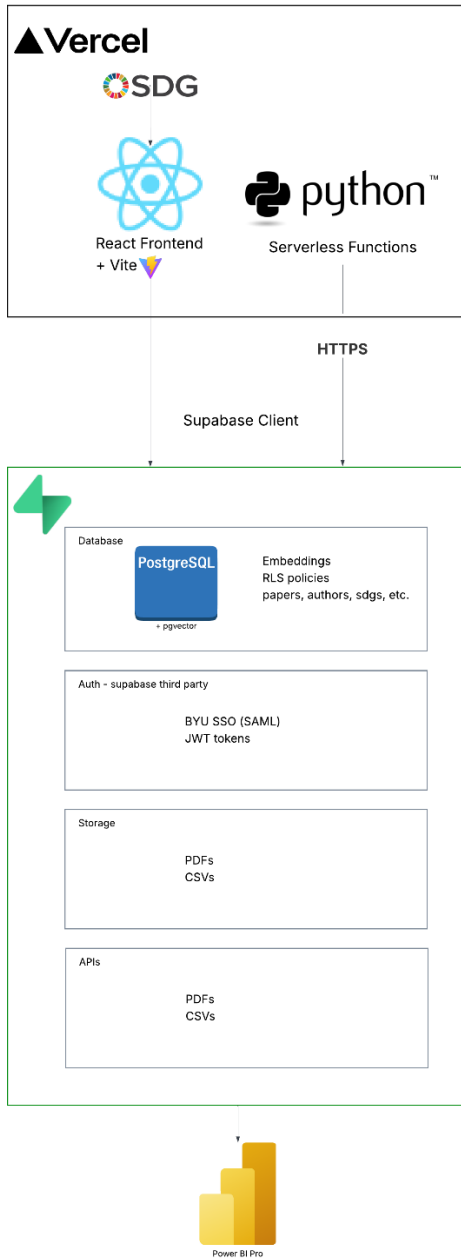 Vercel
SDG
python™
React Frontend
+ Vite
Serverless Functions
HTTPS
Supabase Client
Database
PostgreSQL
+ pgvector
Embeddings
RLS policies
papers, authors, sdgs, etc.
Auth - supabase third party
BYU SSO (SAML)
JWT tokens
Storage
PDFs
CSVs
APIs
PDFs
CSVs
Power BI Pro